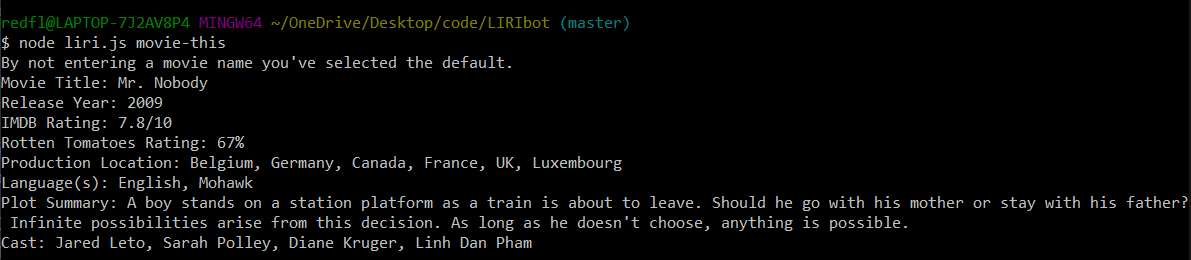 redfl@LAPTOP-7J2AV8P4 MINGW64 ~/OneDrive/Desktop/code/LIRIbot (master)
$ node liri.js movie-this
By not entering a movie name you've selected the default.
Movie Title: Mr. Nobody
Release Year: 2009
IMDB Rating: 7.8/10
Rotten Tomatoes Rating: 67%
Production Location: Belgium, Germany, Canada, France, UK, Luxembourg
Language(s): English, Mohawk
Plot Summary: A boy stands on a station platform as a train is about to leave. Should he go with his mother or stay with his father?
 Infinite possibilities arise from this decision. As long as he doesn't choose, anything is possible.
Cast: Jared Leto, Sarah Polley, Diane Kruger, Linh Dan Pham